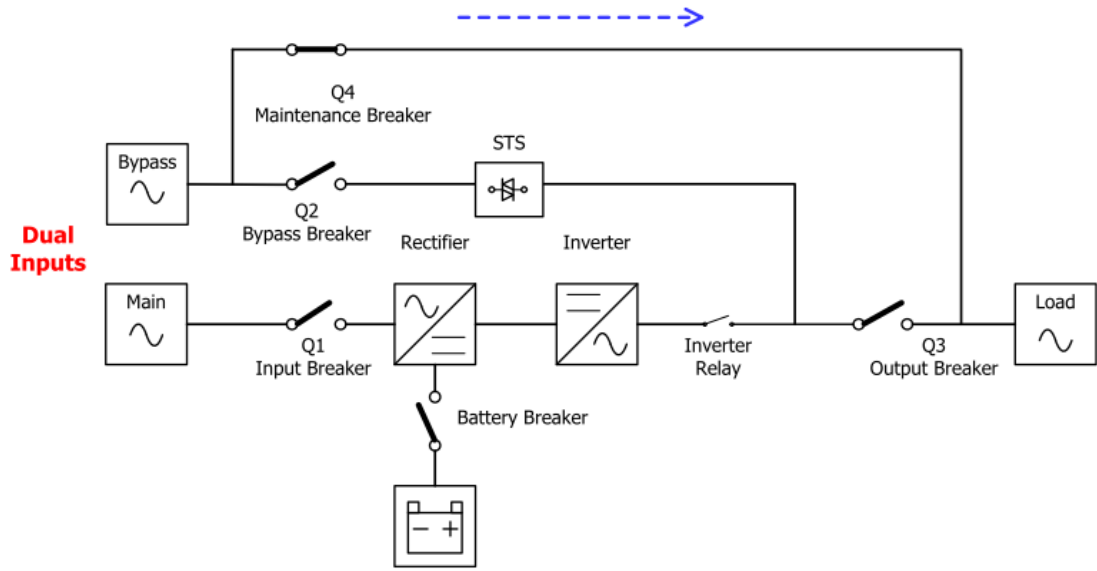 Q4
Maintenance Breaker
STS
Bypass
Q2
Bypass Breaker
Dual
Inputs
Rectifier
Inverter
Main
Load
Q1
Input Breaker
Inverter
Relay
Q3
Output Breaker
Battery Breaker
− +